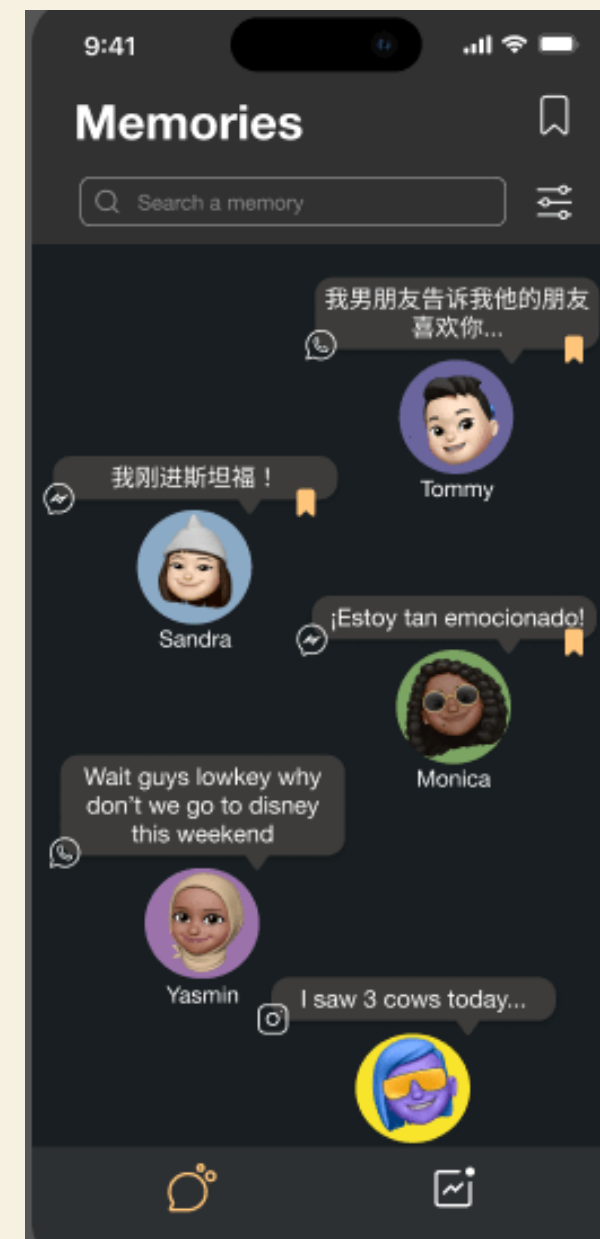 9:41
Memories
Search a memory
我男朋友告诉我他的朋友
喜欢你...
Tommy
我刚进斯坦福！
Sandra
¡Estoy tan emocionado!
Monica
Wait guys lowkey why
don't we go to disney
this weekend
Yasmin
I saw 3 cows today...